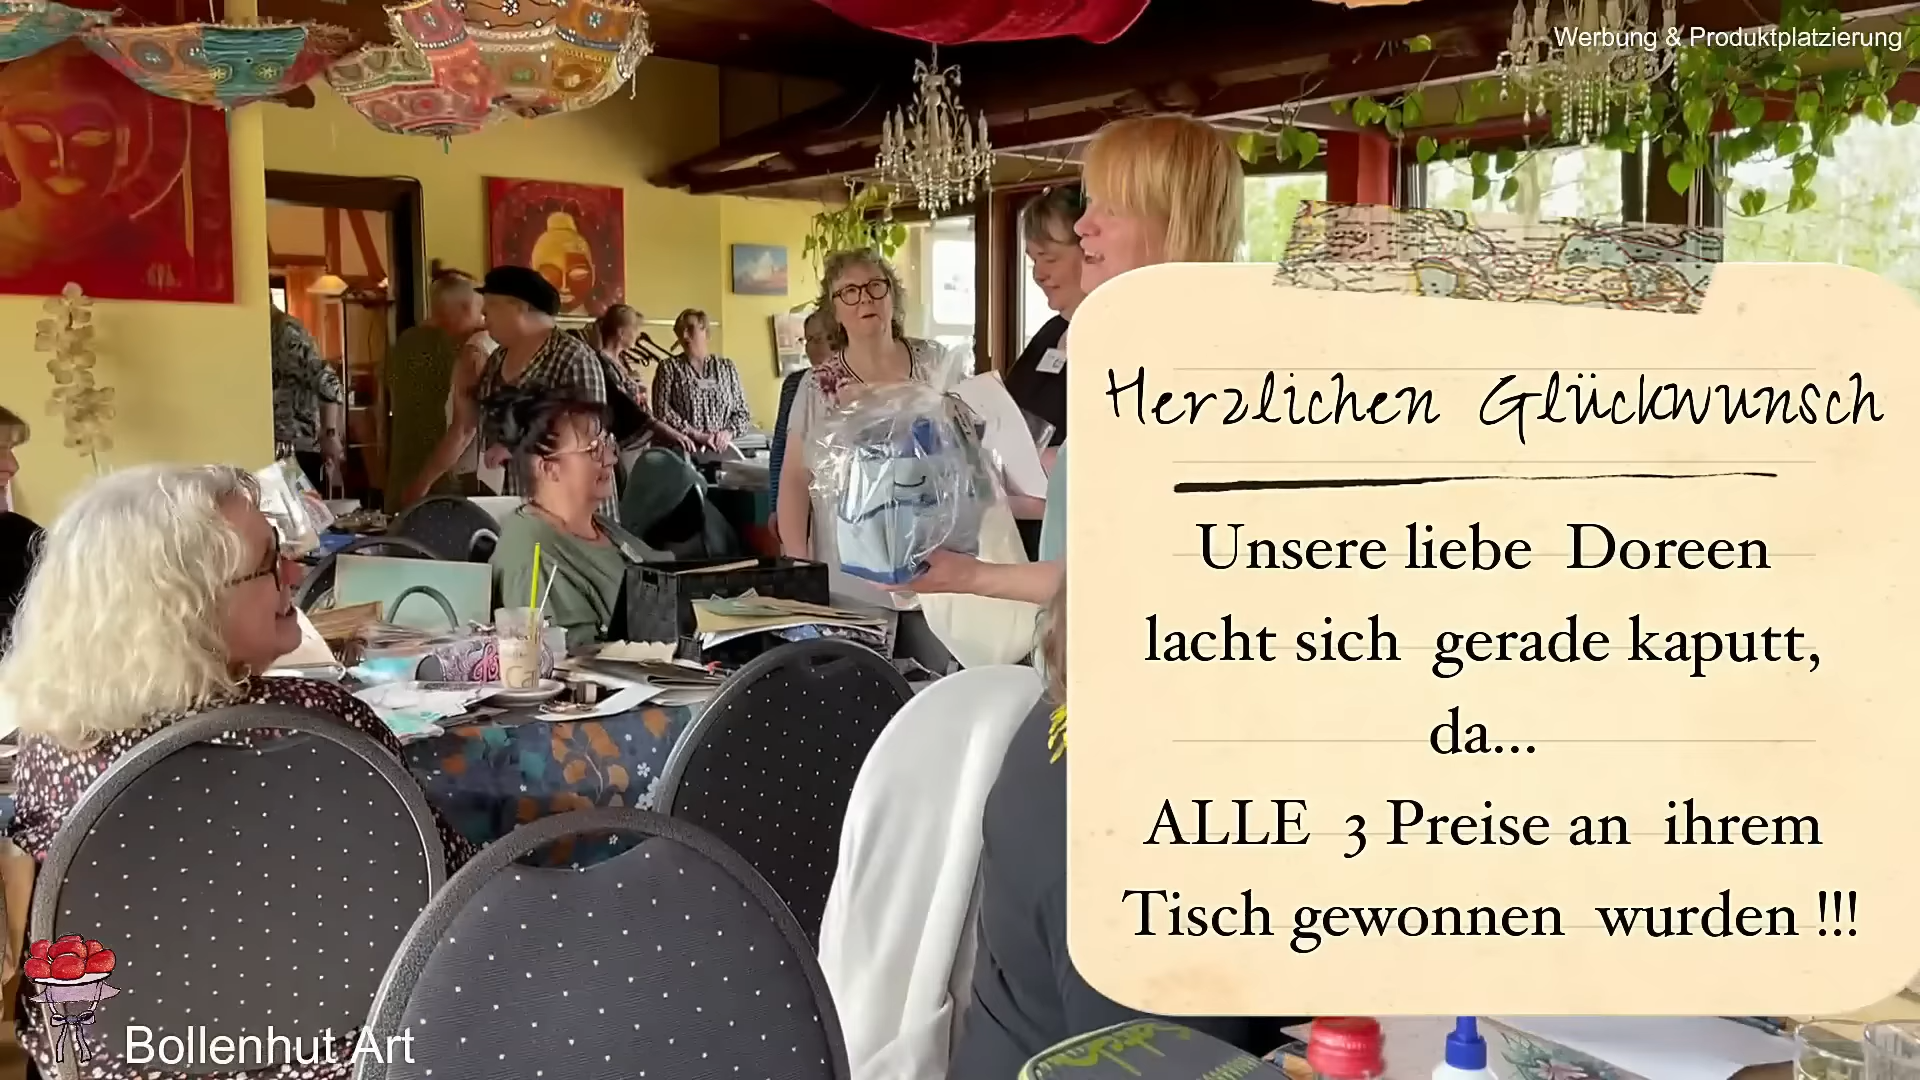 Werbung & Produktplatzierung
Herzlichen Glückwunsch
Unsere liebe Doreen
lacht sich gerade kaputt,
da...
ALLE 3 Preise an ihrem
Tisch gewonnen wurden !!!
Bollenhut Art